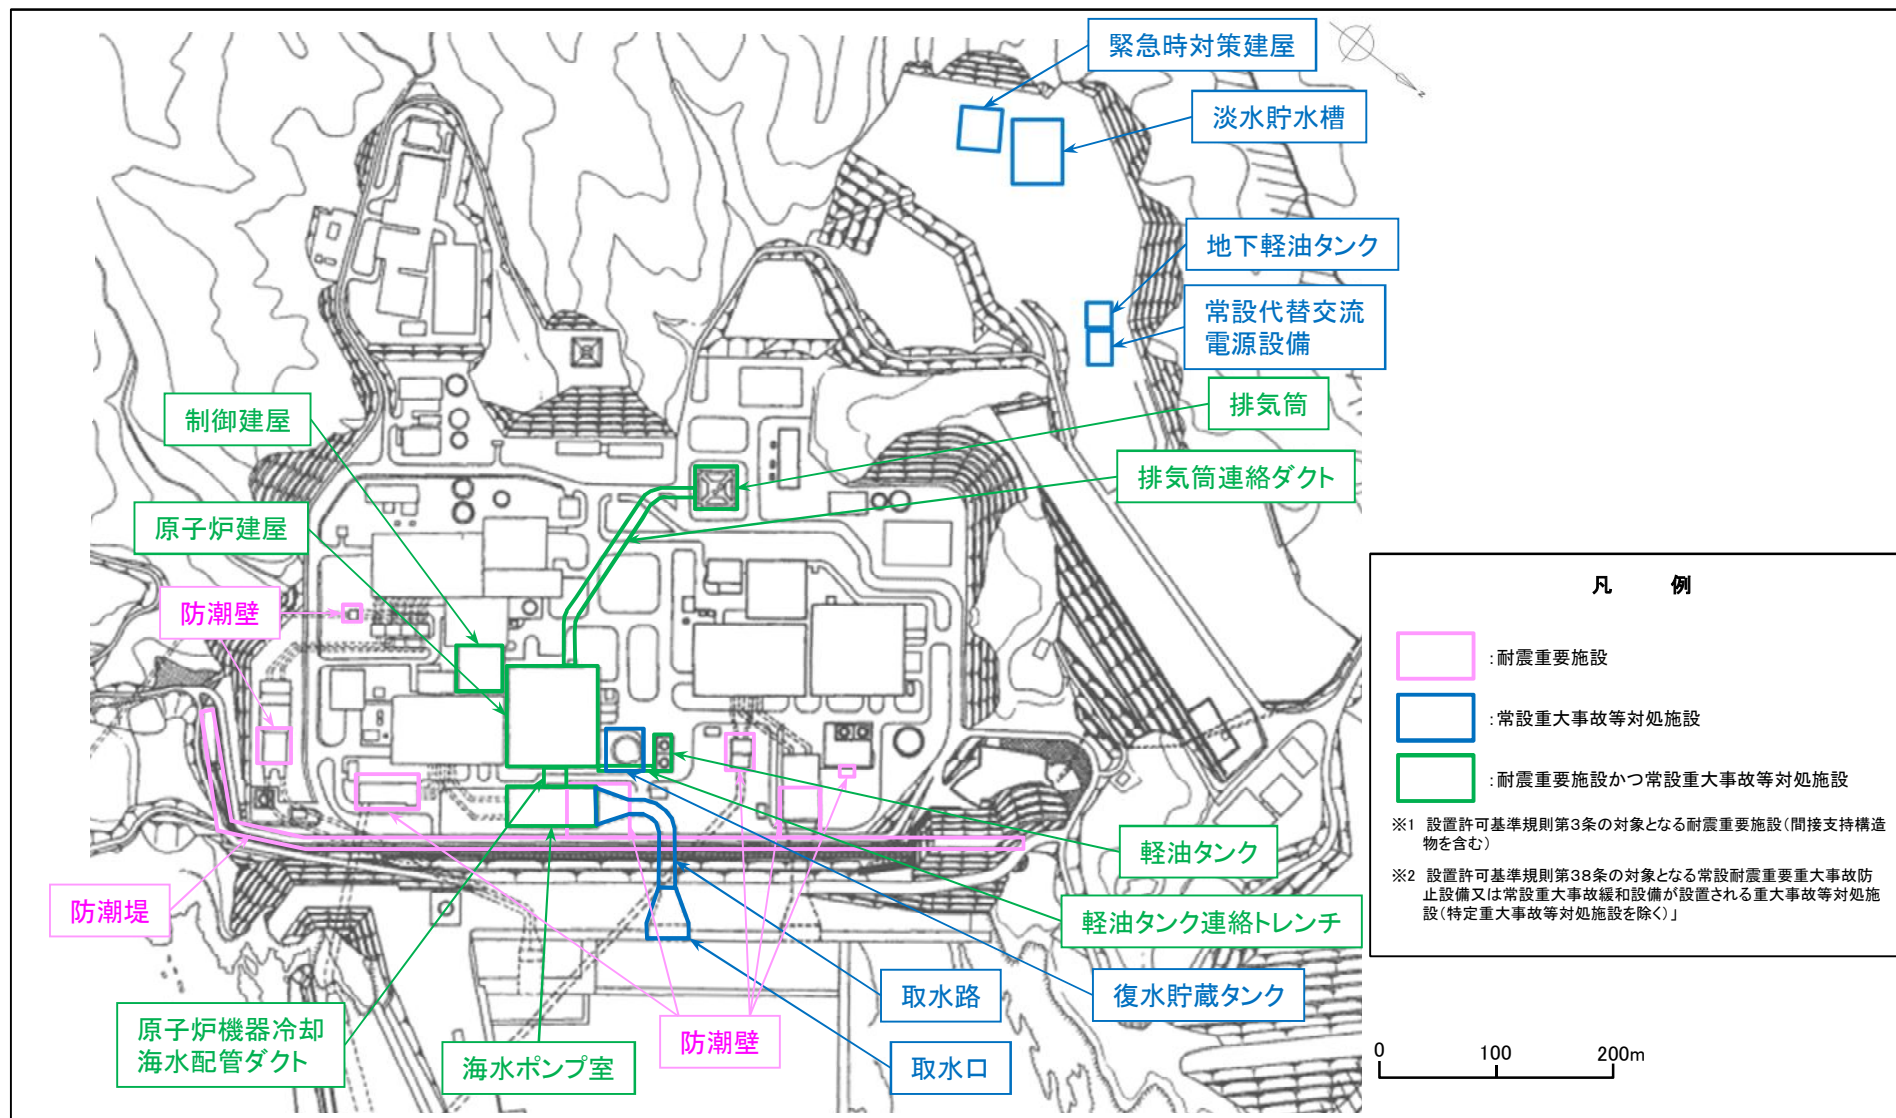 緊急時対策建屋
淡水貯水槽
地下軽油タンク
常設代替交流
電源設備
排気筒
排気筒連絡ダクト
制御建屋
原子炉建屋
防潮壁
防潮堤
原子炉機器冷却
海水配管ダクト
海水ポンプ室
防潮壁
取水路
取水口
軽油タンク
軽油タンク連絡トレンチ
復水貯蔵タンク
N
凡 例
:耐震重要施設
:常設重大事故等対処施設
:耐震重要施設かつ常設重大事故等対処施設
※1 設置許可基準規則第3条の対象となる耐震重要施設(間接支持構造
物を含む)
※2 設置許可基準規則第38条の対象となる常設耐震重要重大事故防
止設備又は常設重大事故緩和設備が設置される重大事故等対処施
設(特定重大事故等対処施設を除く)」
0 100 200m